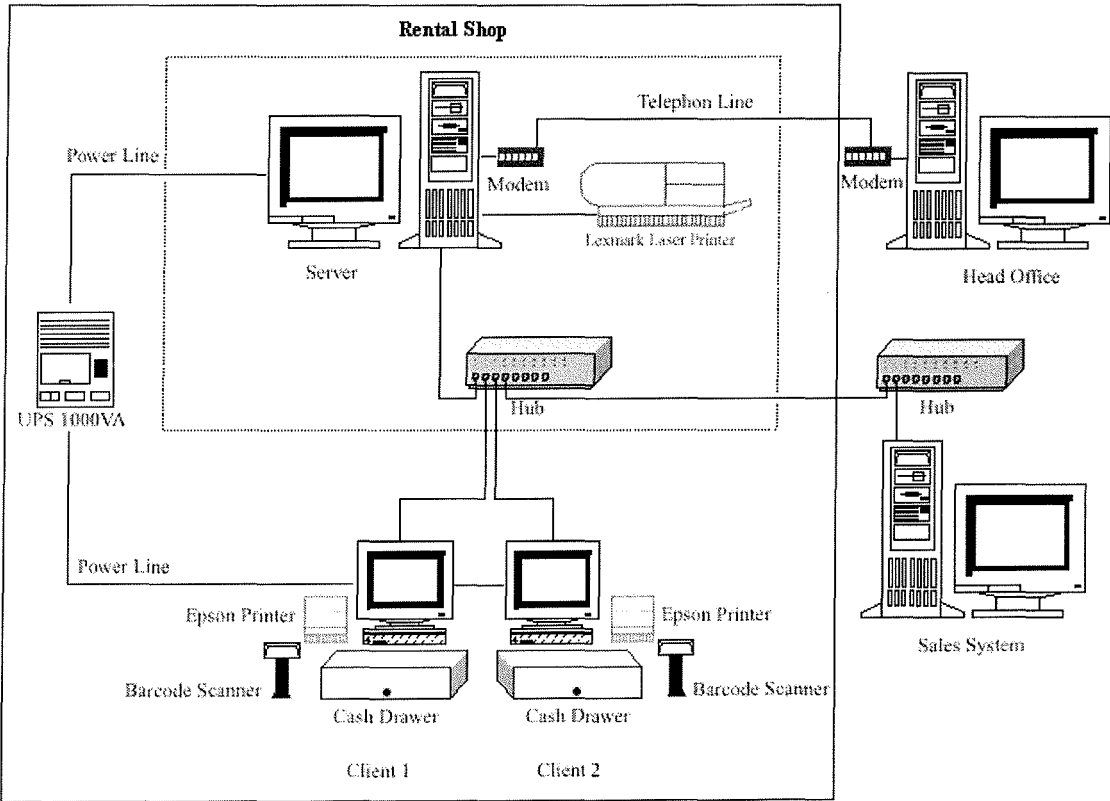 Rental Shop
Telephon Line
Power Line
Modem
Modem
Lexmark Laser Printer
Server
Head Office
UPS 1000VA
Hub
Hub
Power Line
Epson Printer
Epson Printer
Sales System
Barcode Scanner
Barcode Scanner
Cash Drawer
Cash Drawer
Client 1
Client 2